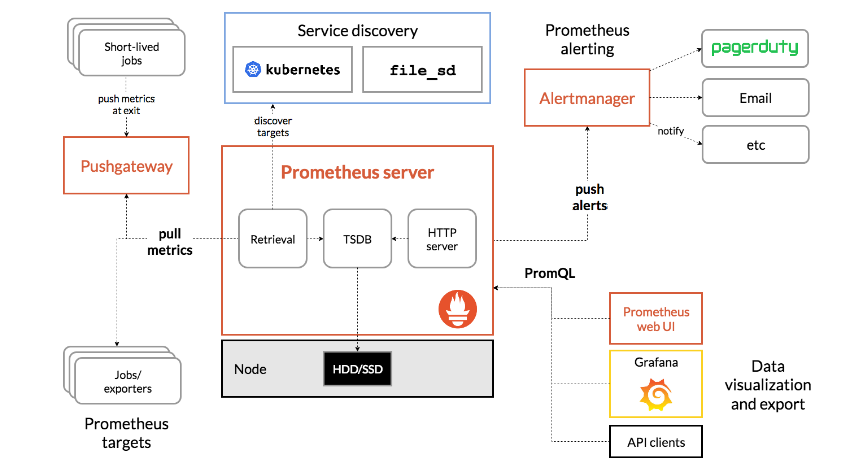 Short-lived
jobs
push metrics
at exit
Pushgateway
pull
metrics
Jobs/
exporters
Prometheus
targets
Service discovery
kubernetes
file_sd
discover
targets
Prometheus server
Retrieval
TSDB
HTTP
server
Node
HDD/SSD
Prometheus
alerting
Alertmanager
pagerduty
Email
notify
etc
push
alerts
PromQL
Prometheus
web UI
Grafana
API clients
Data
visualization
and export